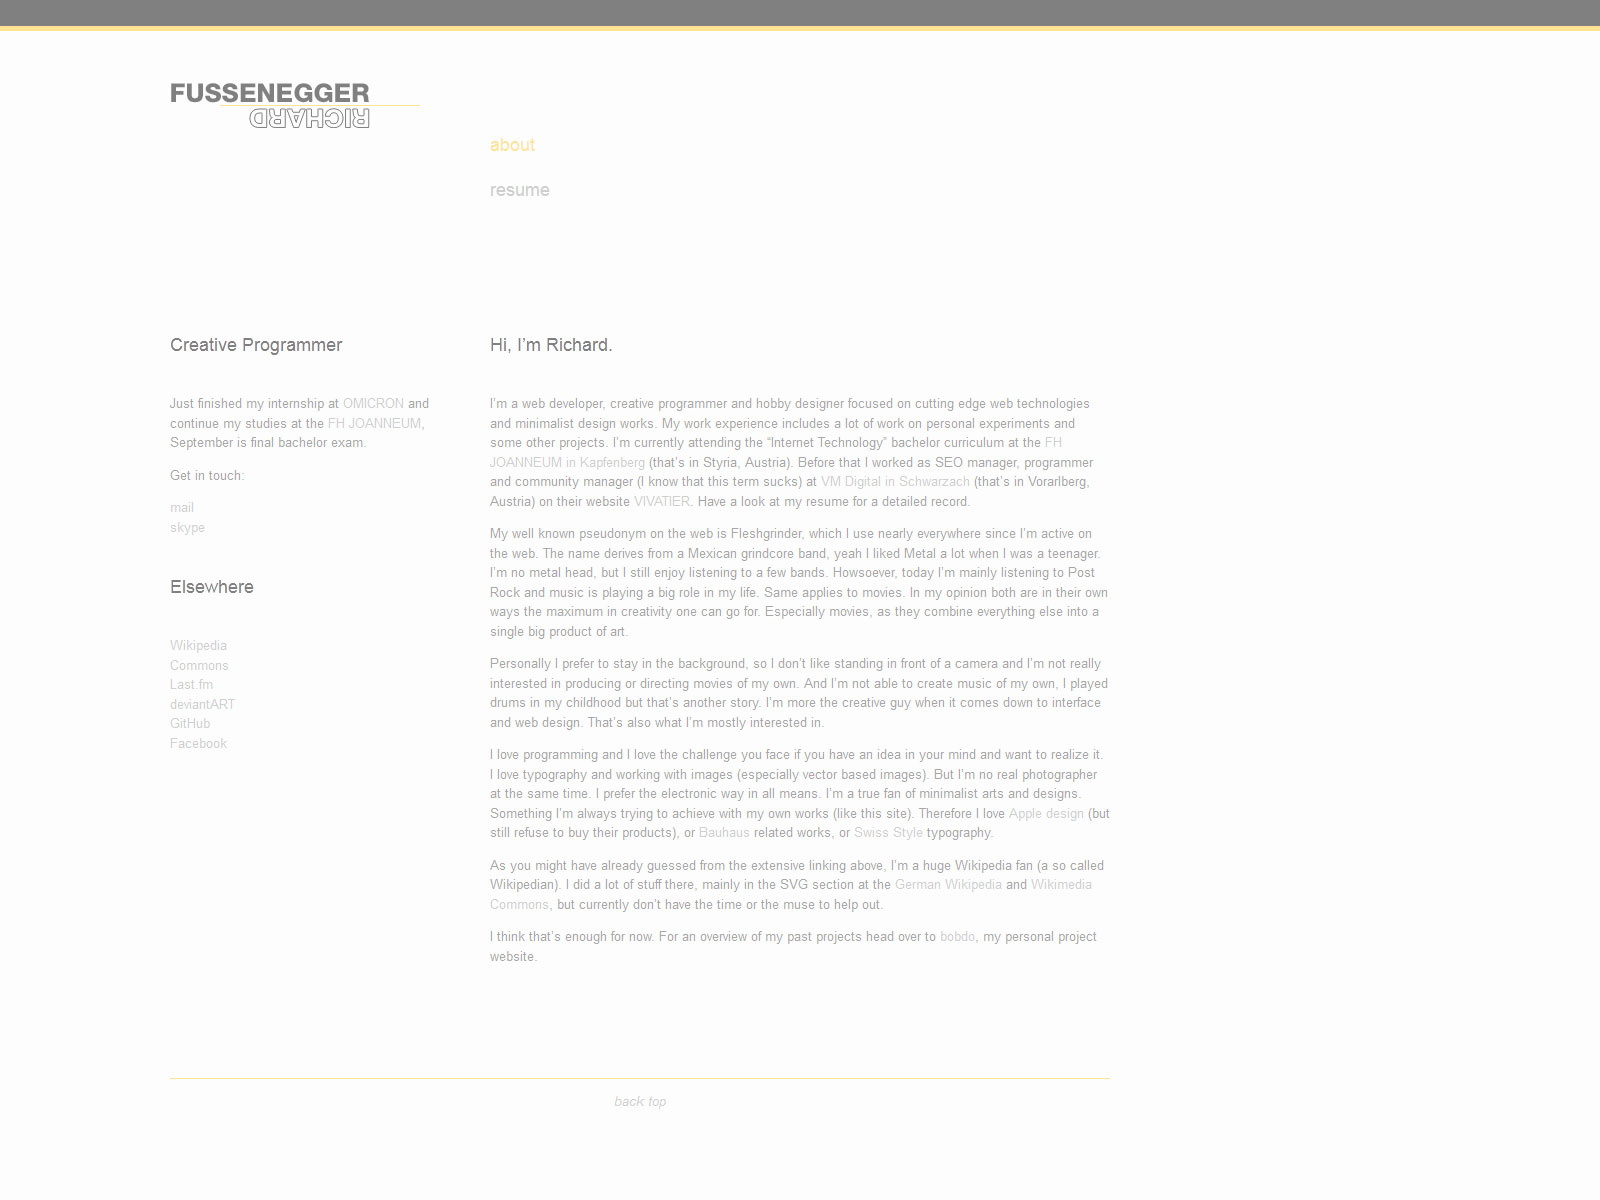 FUSSENEGGER
RICHARD
about
resume
Creative Programmer
Just finished my internship at OMICRON and
continue my studies at the FH JOANNEUM,
September is final bachelor exam.
Get in touch:
mail
skype
Elsewhere
Wikipedia
Commons
Last.fm
deviantART
GitHub
Facebook
Hi, I’m Richard.
I’m a web developer, creative programmer and hobby designer focused on cutting edge web technologies
and minimalist design works. My work experience includes a lot of work on personal experiments and
some other projects. I’m currently attending the “Internet Technology” bachelor curriculum at the FH
JOANNEUM in Kapfenberg (that’s in Styria, Austria). Before that I worked as SEO manager, programmer
and community manager (I know that this term sucks) at VM Digital in Schwarzach (that’s in Vorarlberg,
Austria) on their website VIVATIER. Have a look at my resume for a detailed record.
My well known pseudonym on the web is Fleshgrinder, which I use nearly everywhere since I’m active on
the web. The name derives from a Mexican grindcore band, yeah I liked Metal a lot when I was a teenager.
I’m no metal head, but I still enjoy listening to a few bands. Howsoever, today I’m mainly listening to Post
Rock and music is playing a big role in my life. Same applies to movies. In my opinion both are in their own
ways the maximum in creativity one can go for. Especially movies, as they combine everything else into a
single big product of art.
Personally I prefer to stay in the background, so I don’t like standing in front of a camera and I’m not really
interested in producing or directing movies of my own. And I’m not able to create music of my own, I played
drums in my childhood but that’s another story. I’m more the creative guy when it comes down to interface
and web design. That’s also what I’m mostly interested in.
I love programming and I love the challenge you face if you have an idea in your mind and want to realize it.
I love typography and working with images (especially vector based images). But I’m no real photographer
at the same time. I prefer the electronic way in all means. I’m a true fan of minimalist arts and designs.
Something I’m always trying to achieve with my own works (like this site). Therefore I love Apple design (but
still refuse to buy their products), or Bauhaus related works, or Swiss Style typography.
As you might have already guessed from the extensive linking above, I’m a huge Wikipedia fan (a so called
Wikipedian). I did a lot of stuff there, mainly in the SVG section at the German Wikipedia and Wikimedia
Commons, but currently don’t have the time or the muse to help out.
I think that’s enough for now. For an overview of my past projects head over to bobdo, my personal project
website.
back top